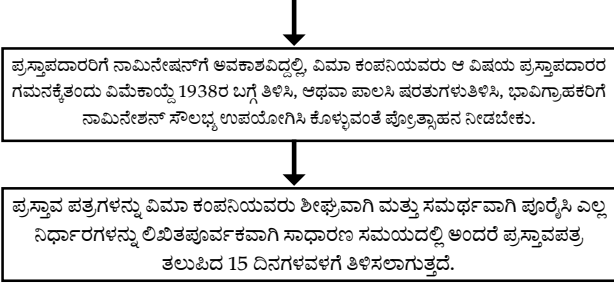 ಪ್ರಸ್ತಾಪದಾರರಿಗೆ ನಾಮಿನೇಷನ್‌ಗೆ ಅವಕಾಶವಿದ್ದಲ್ಲಿ, ವಿಮಾ ಕಂಪನಿಯವರು ಆ ವಿಷಯ ಪ್ರಸ್ತಾಪದಾರರ
ಗಮನಕ್ಕೆತಂದು ವಿಮೆಕಾಯ್ದೆ 1938ರ ಬಗ್ಗೆ ತಿಳಿಸಿ, ಅಥವಾ ಪಾಲಸಿ ಷರತುಗಳುತಿಳಿಸಿ, ಭಾವಿಗ್ರಾಹಕರಿಗೆ
ನಾಮಿನೇಶನ್ ಸೌಲಭ್ಯ ಉಪಯೋಗಿಸಿ ಕೊಳ್ಳುವಂತೆ ಪ್ರೋತ್ಸಾಹನ ನೀಡಬೇಕು.
ಪ್ರಸ್ತಾವ ಪತ್ರಗಳನ್ನು ವಿಮಾ ಕಂಪನಿಯವರು ಶೀಘ್ರವಾಗಿ ಮತ್ತು ಸಮರ್ಥವಾಗಿ ಪೂರೈಸಿ ಎಲ್ಲ
ನಿರ್ಧಾರಗಳನ್ನು ಲಿಖಿತಪೂರ್ವಕವಾಗಿ ಸಾಧಾರಣ ಸಮಯದಲ್ಲಿ ಅಂದರೆ ಪ್ರಸ್ತಾವಪತ್ರ
ತಲುಪಿದ 15 ದಿನಗಳವಳಗೆ ತಿಳಿಸಲಾಗುತ್ತದೆ.